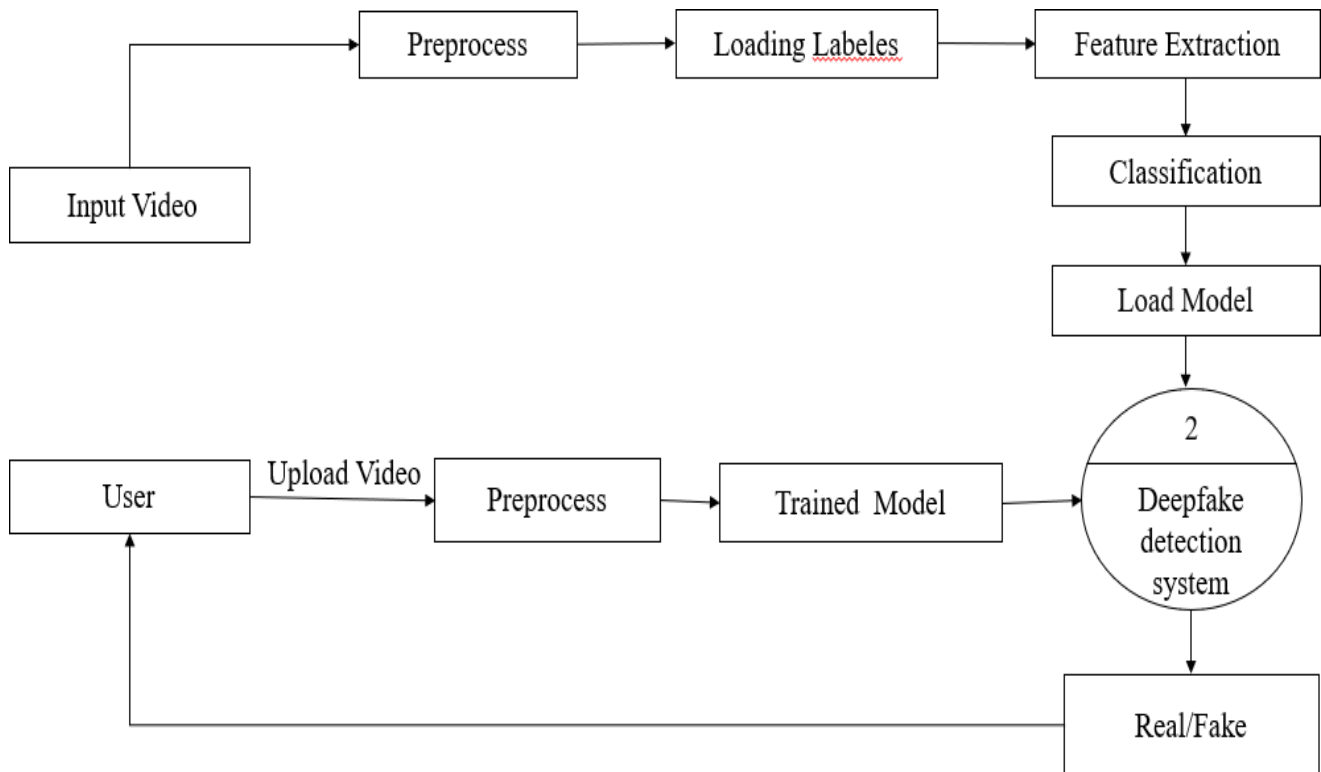 Preprocess
Loading Labeles
Feature Extraction
Input Video
Classification
Load Model
User
Upload Video
Preprocess
Trained Model
2
Deepfake
detection
system
Real/Fake